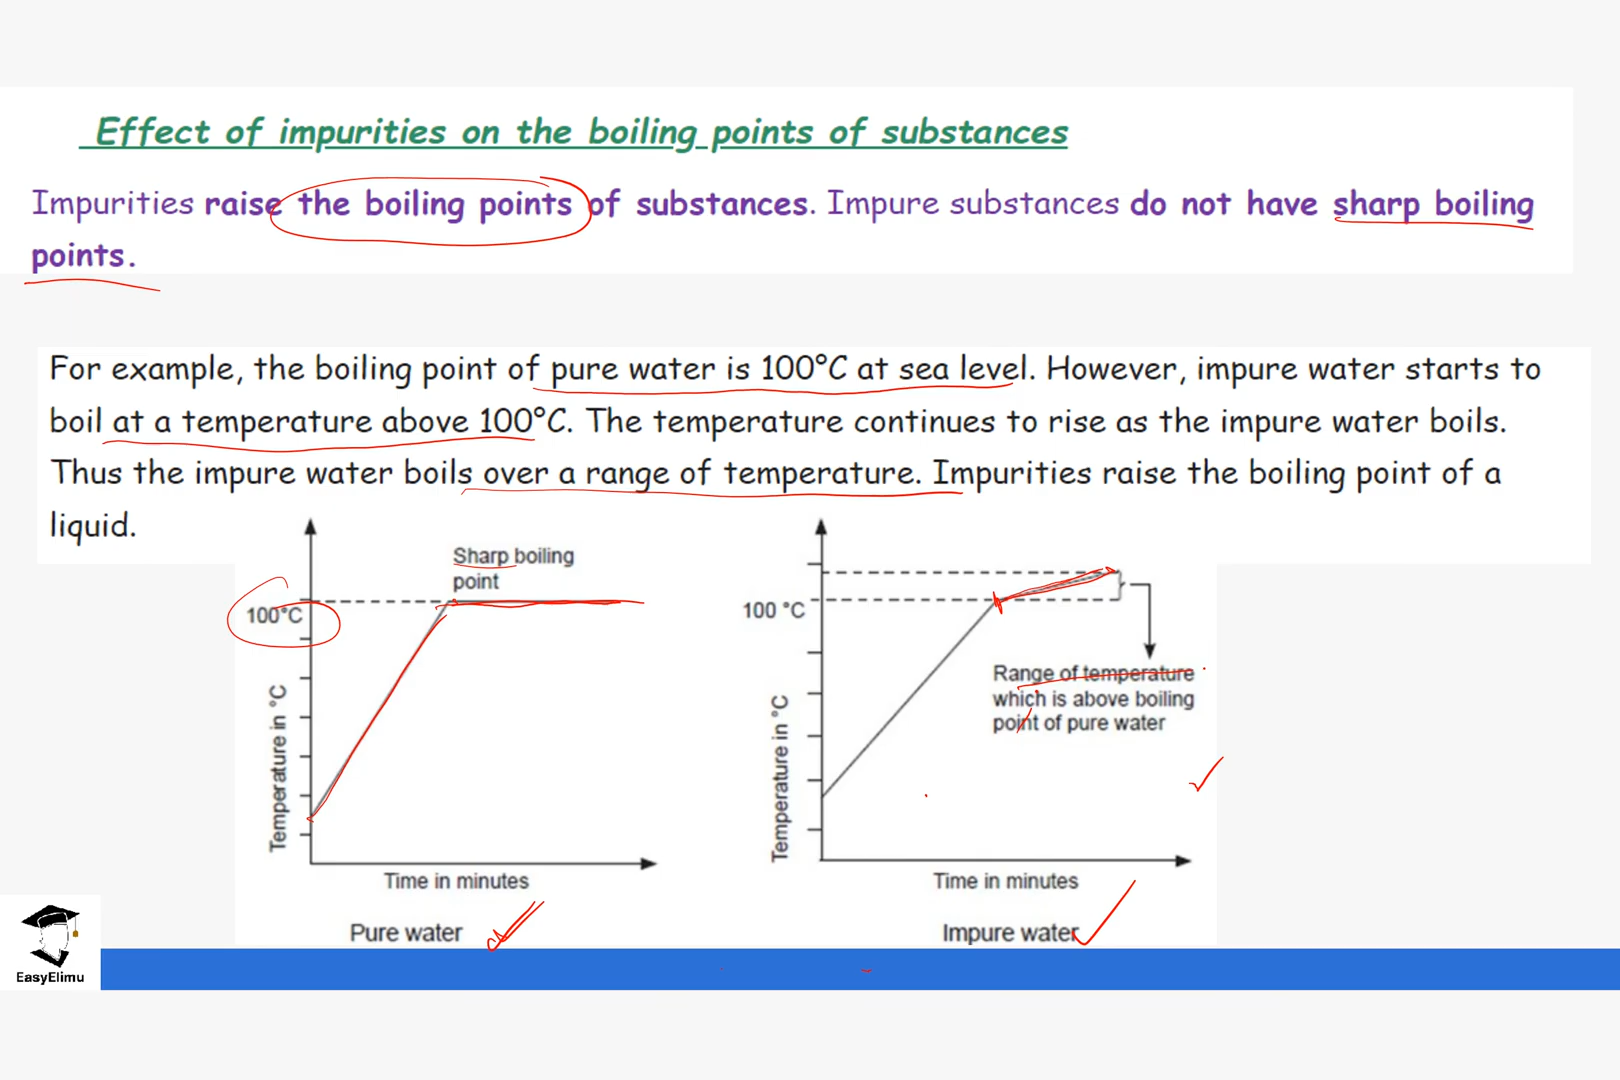 Effect of impurities on the boiling points of substances
Impurities raise the boiling points of substances. Impure substances do not have sharp boiling
points.
For example, the boiling point of pure water is 100°C at sea level. However, impure water starts to
boil at a temperature above 100°C. The temperature continues to rise as the impure water boils.
Thus the impure water boils over a range of temperature. Impurities raise the boiling point of a
liquid.
Sharp boiling
point
100°C
Temperature in °C
Time in minutes
Pure water
100 °C
Range of temperature
which is above boiling
point of pure water
Temperature in °C
Time in minutes
Impure water
EasyElimu